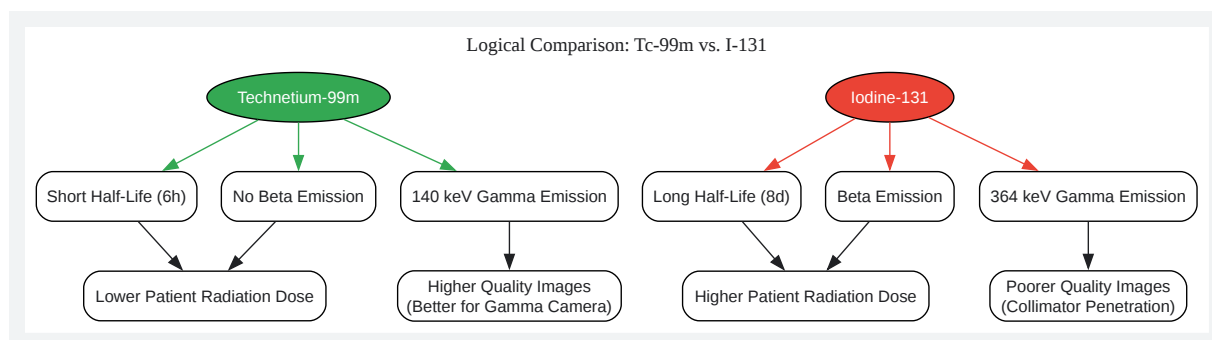 Logical Comparison: Tc-99m vs. I-131
Technetium-99m
Iodine-131
Short Half-Life (6h)
No Beta Emission
140 keV Gamma Emission
Long Half-Life (8d)
Beta Emission
364 keV Gamma Emission
Lower Patient Radiation Dose
Higher Quality Images
(Better for Gamma Camera)
Higher Patient Radiation Dose
Poorer Quality Images
(Collimator Penetration)